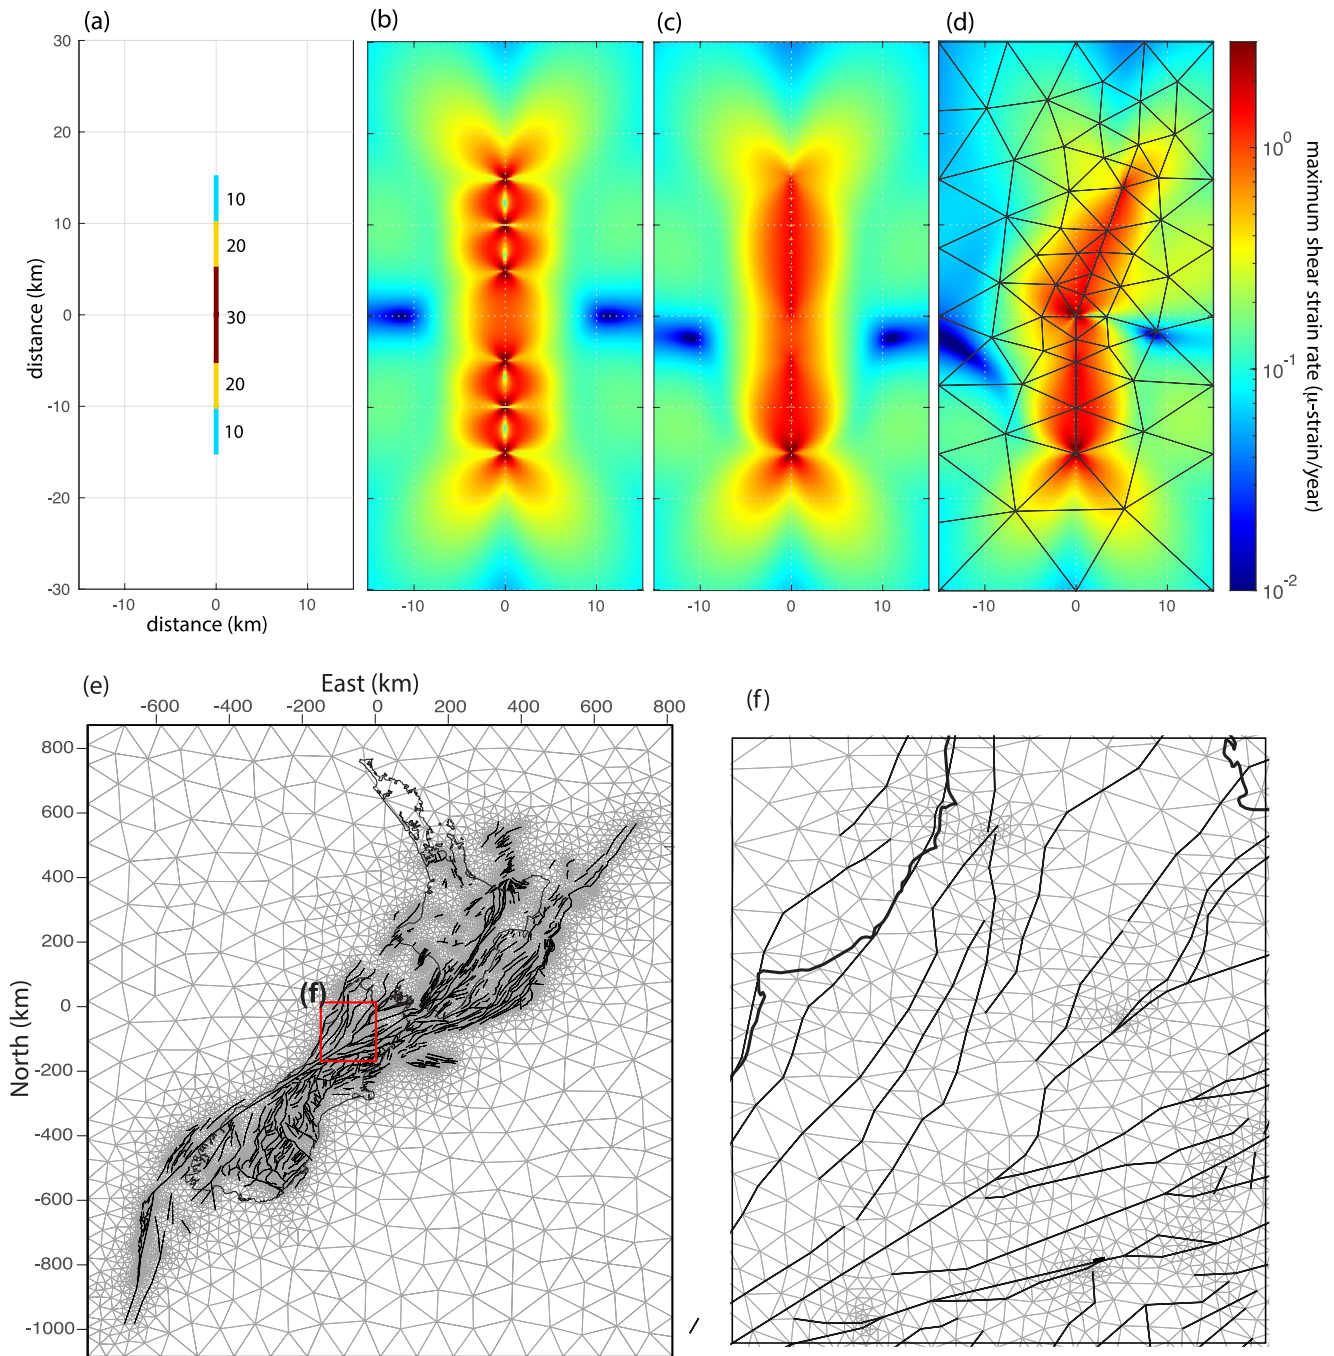 (a)
(b)
(c)
(d)
30
20
10
0
-10
-20
-30
distance (km)
10
20
30
20
10
-10 0 10
distance (km)
-10 0 10
-10 0 10
-10 0 10
10^0
10^-1
10^-2
maximum shear strain rate (μ-strain/year)
(e)
East (km)
-600 -400 -200 0 200 400 600 800
800
600
400
200
0
-200
-400
-600
-800
-1000
North (km)
(f)
(f)